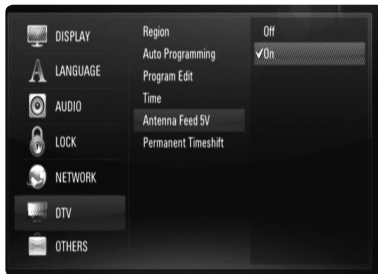 DISPLAY
LANGUAGE
AUDIO
LOCK
NETWORK
DTV
OTHERS
Region
Auto Programming
Program Edit
Time
Antenna Feed 5V
Permanent Timeshift
Off
✔On